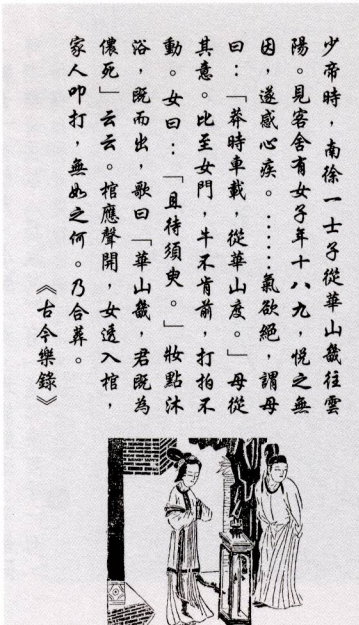 少帝時，南徐一士子從華山畿往雲
陽。見客舍有女子年十八九，悅之無
因，遂感心疾。……氣欲絕，謂母
曰：「葬時車載，從華山度。」母從
其意。比至女門，牛不肯前，打拍不
動。女曰：「且待須臾。」妝點沐
浴，既而出，歌曰「華山畿，君既為
儂死」云云。棺應聲開，女透入棺，
家人叩打，無如之何。乃合葬。
《古今樂錄》